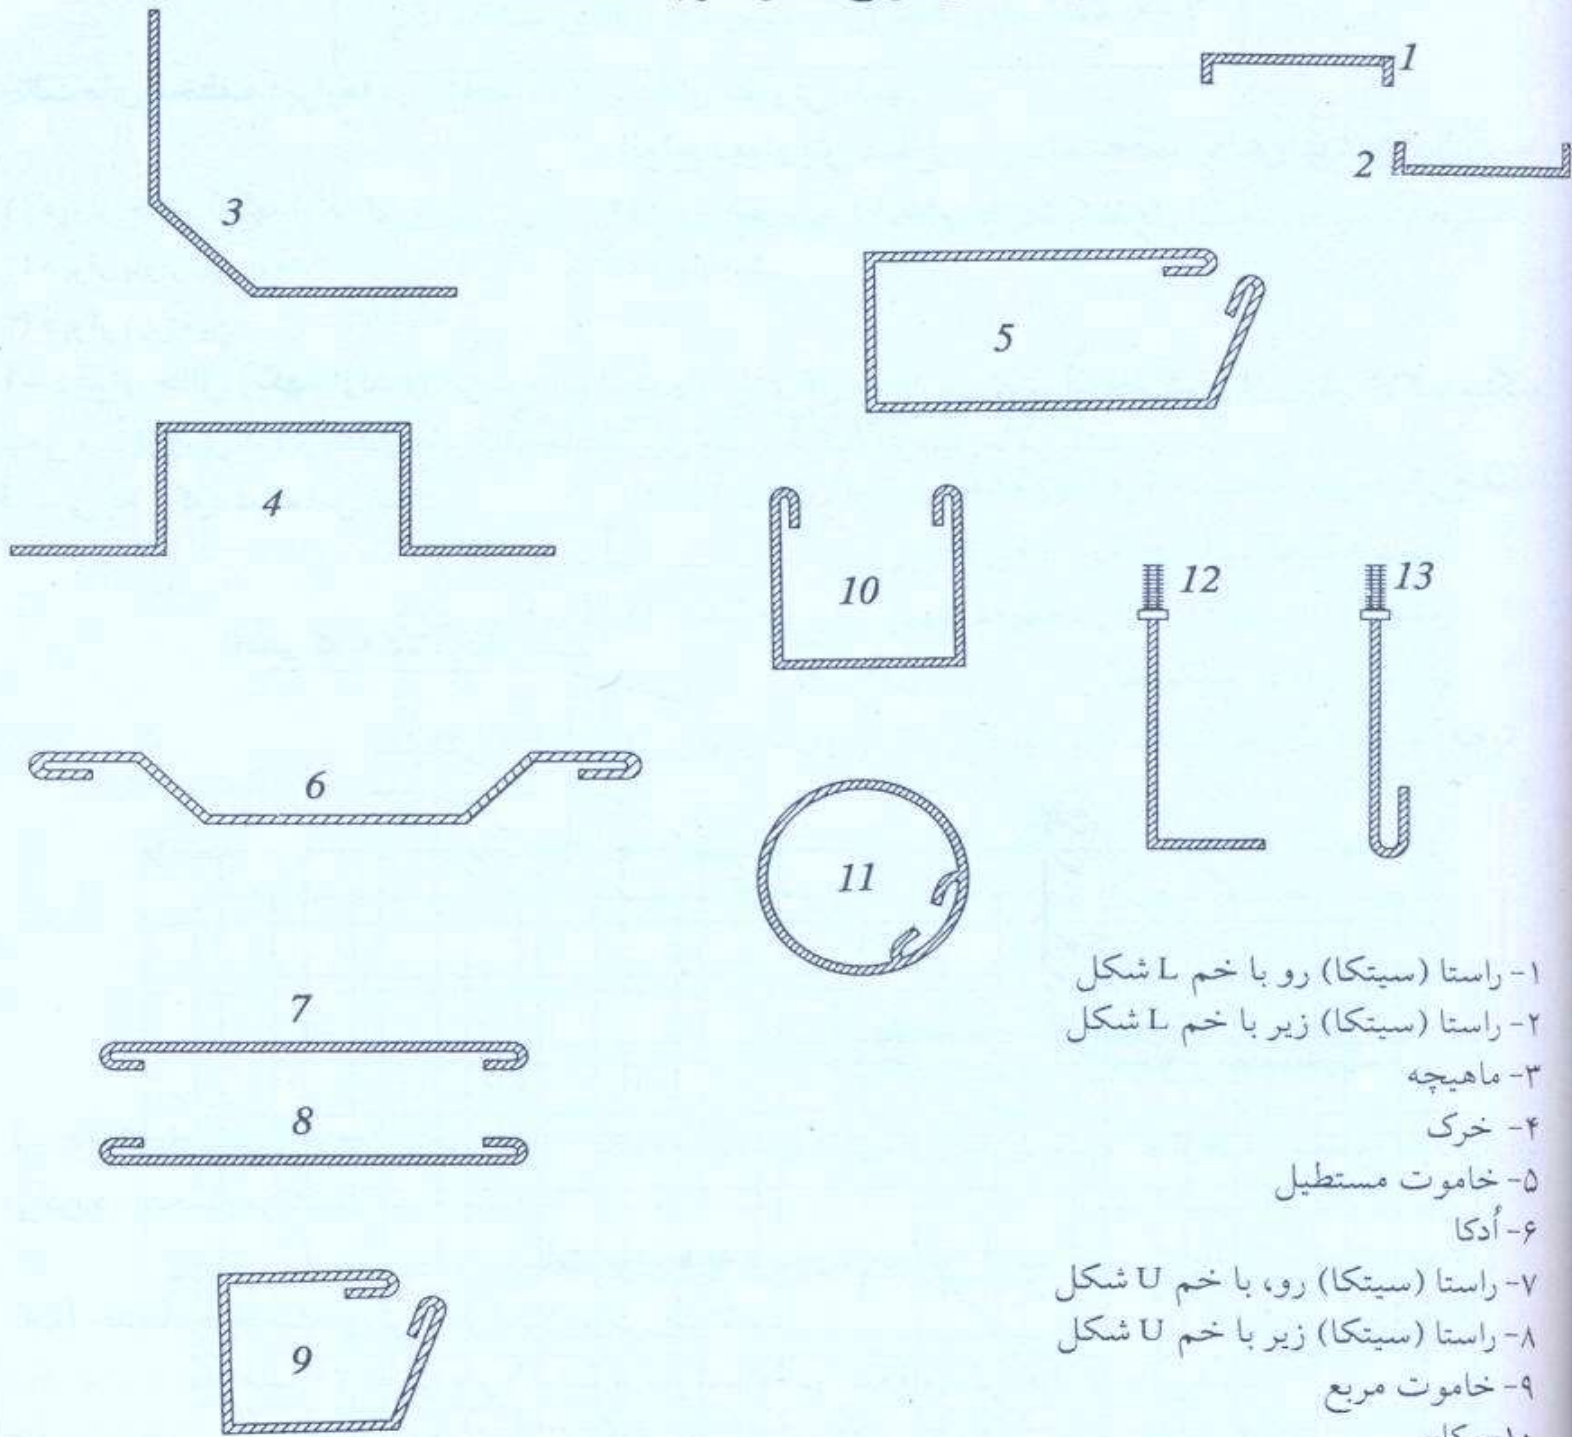 1
2
3
5
4
10
12
13
6
11
7
8
9
۱- راستا (سیتکا) رو با خم L شکل
۲- راستا (سیتکا) زیر با خم L شکل
۳- ماهیچه
۴- خرک
۵- خاموت مستطیل
۶- اُدکا
۷- راستا (سیتکا) رو، با خم U شکل
۸- راستا (سیتکا) زیر با خم U شکل
۹- خاموت مربع